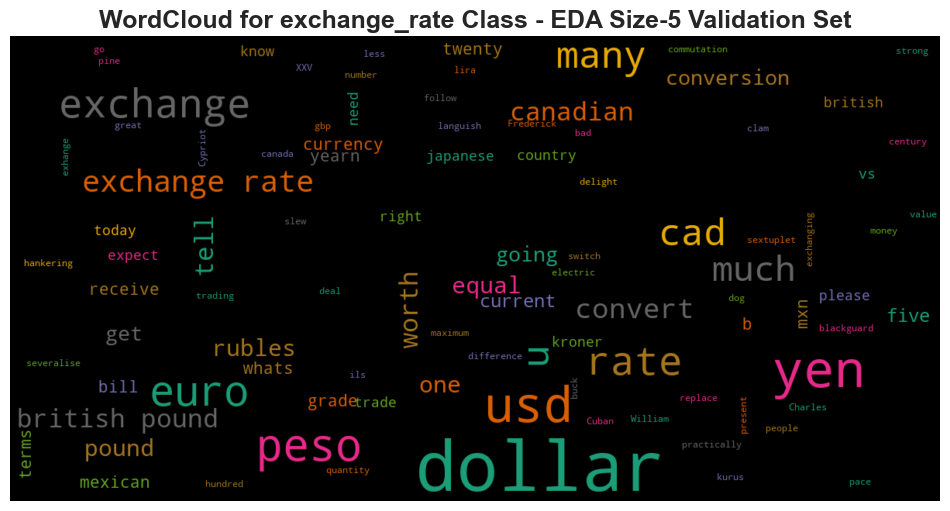 WordCloud for exchange_rate Class - EDA Size-5 Validation Set
go
pine
know
XXV
less
number
twenty
lira
many
commutation
strong
conversion
exchange
great
need
follow
canadian
british
gbp
languish
Frederick
bad
clam
century
exhange
Cypriot
canada
currency
yearn
japanese
country
vs
exchange rate
delight
today
tell
slew
right
cad
value
money
hankering
expect
going
switch
sextuplet
exchanging
electric
much
receive
trading
deal
worth
equal
current
convert
dog
please
mxn
five
get
maximum
b
blackguard
rubles
whats
difference
n
kroner
rate
yen
severalise
ils
bill
euro
grade
trade
one
usd
buck
replace
Charles
british pound
Cuban
William
present
people
terms
pound
peso
quantity
dollar
practically
mexican
hundred
kurus
pace